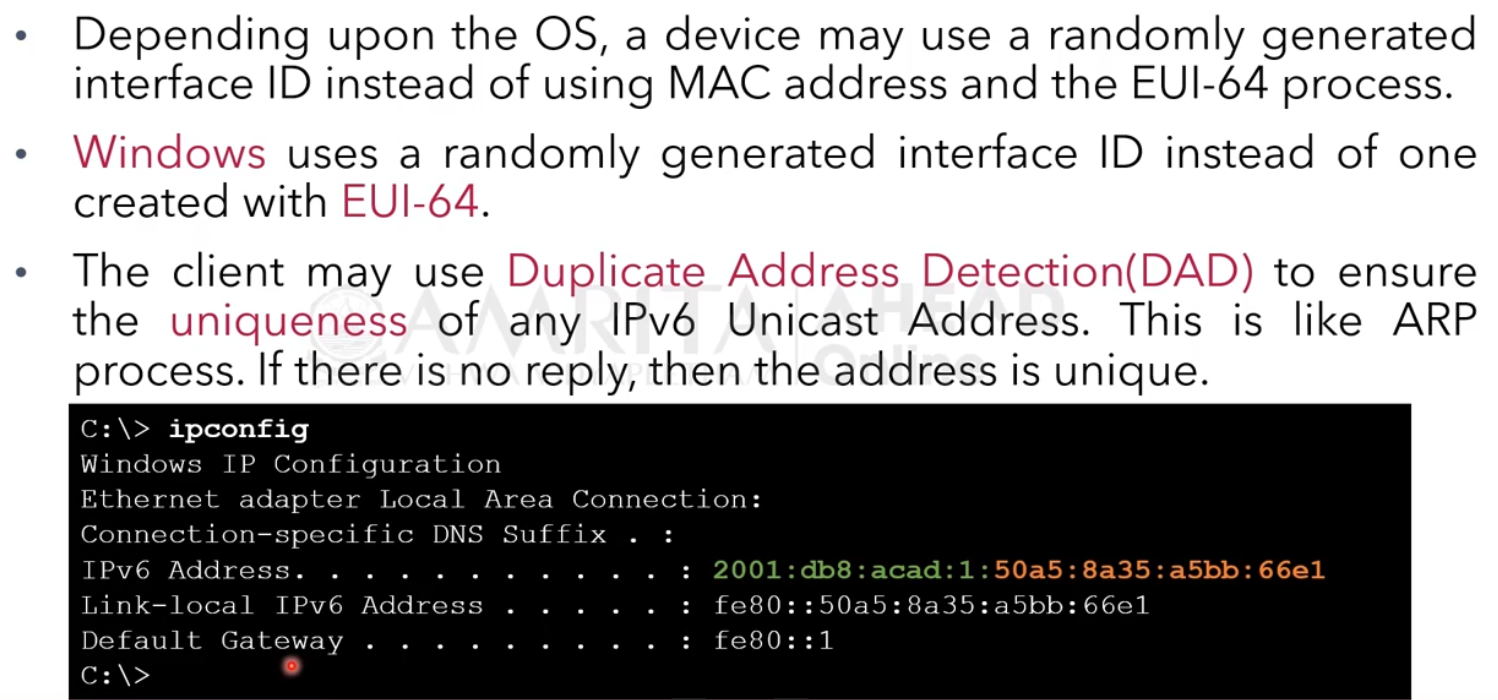 • Depending upon the OS, a device may use a randomly generated
interface ID instead of using MAC address and the EUI-64 process.
• Windows uses a randomly generated interface ID instead of one
created with EUI-64.
• The client may use Duplicate Address Detection(DAD) to ensure
the uniqueness of any IPv6 Unicast Address. This is like ARP
process. If there is no reply, then the address is unique.
AMRITA AHEAD
Online
C:\> ipconfig
Windows IP Configuration
Ethernet adapter Local Area Connection:
Connection-specific DNS Suffix . :
IPv6 Address. . . . . . . . . . . . : 2001:db8:acad:1:50a5:8a35:a5bb:66e1
Link-local IPv6 Address . . . . . : fe80::50a5:8a35:a5bb:66e1
Default Gateway . . . . . . . . . : fe80::1
C:\>